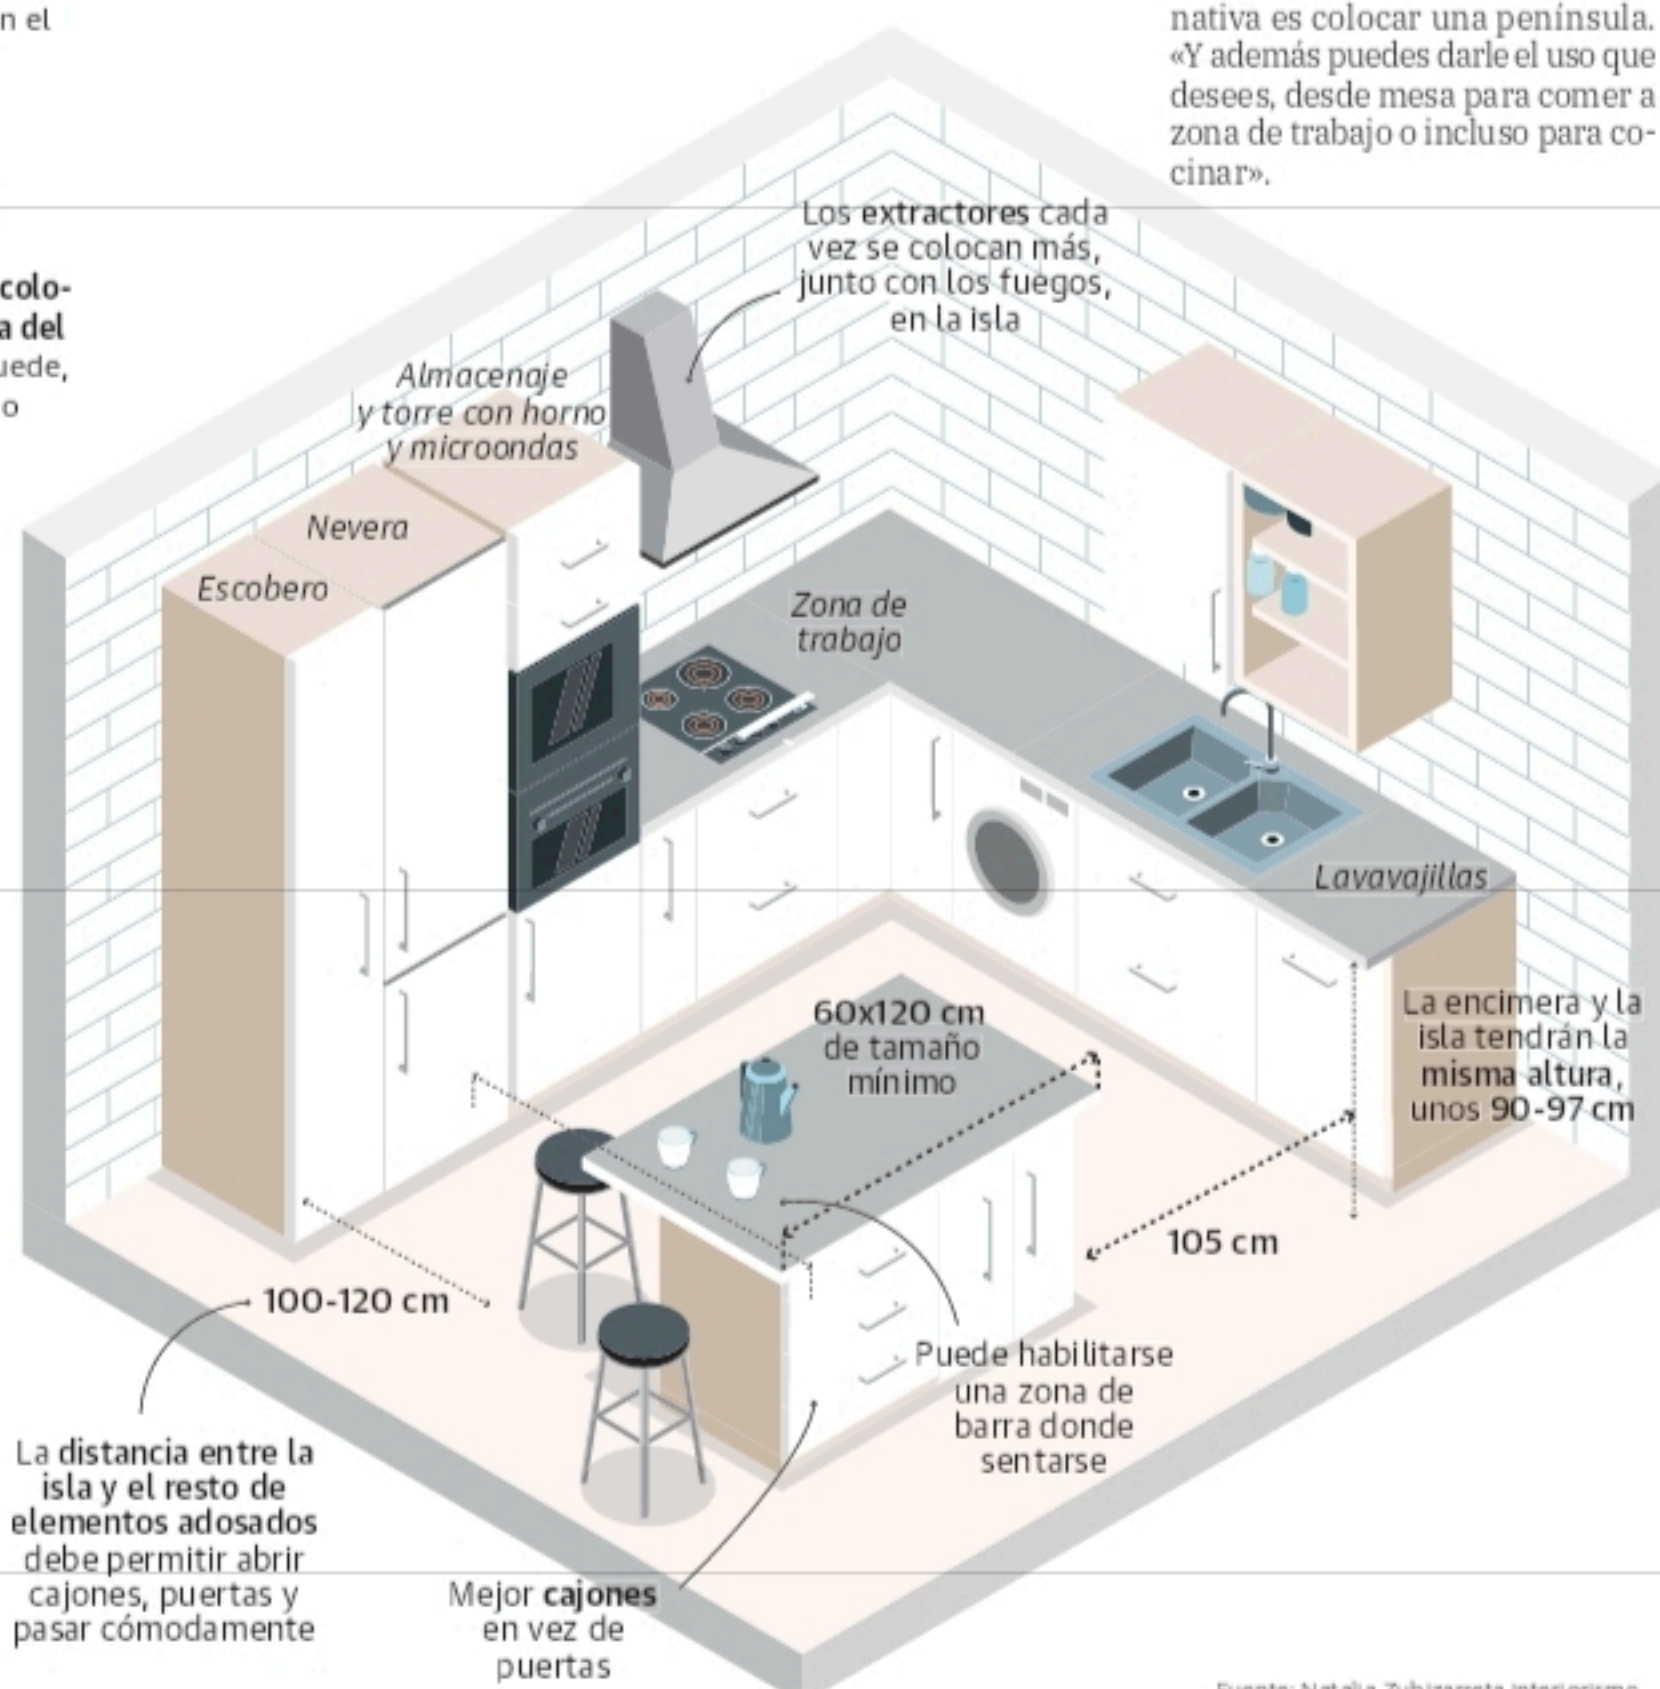 n el
nativa es colocar una península.
«Y además puedes darle el uso que
desees, desde mesa para comer a
zona de trabajo o incluso para co-
cinar».
colo-
a del
uede,
o
Los extractores cada
vez se colocan más,
junto con los fuegos,
en la isla
Almacenaje
y torre con horno
y microondas
Nevera
Escobero
Zona de
trabajo
Lavavajillas
60x120 cm
de tamaño
mínimo
La encimera y la
isla tendrán la
misma altura,
unos 90-97 cm
105 cm
100-120 cm
Puede habilitarse
una zona de
barra donde
sentarse
La distancia entre la
isla y el resto de
elementos adosados
debe permitir abrir
cajones, puertas y
pasar cómodamente
Mejor cajones
en vez de
puertas
Fuente: Natalia Zubizarreta Interiorismo